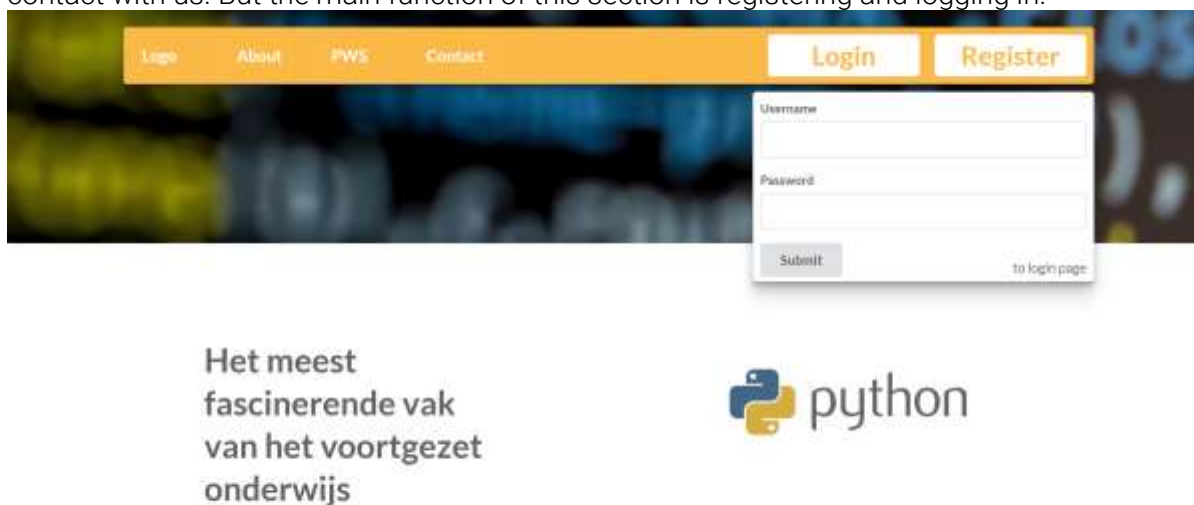 contact with us. But the main function of this section is registering and logging in.
Logo About PWS Contact Login Register
Username
Password
Submit to login page
Het meest
fascinerende vak
van het voortgezet
onderwijs
python